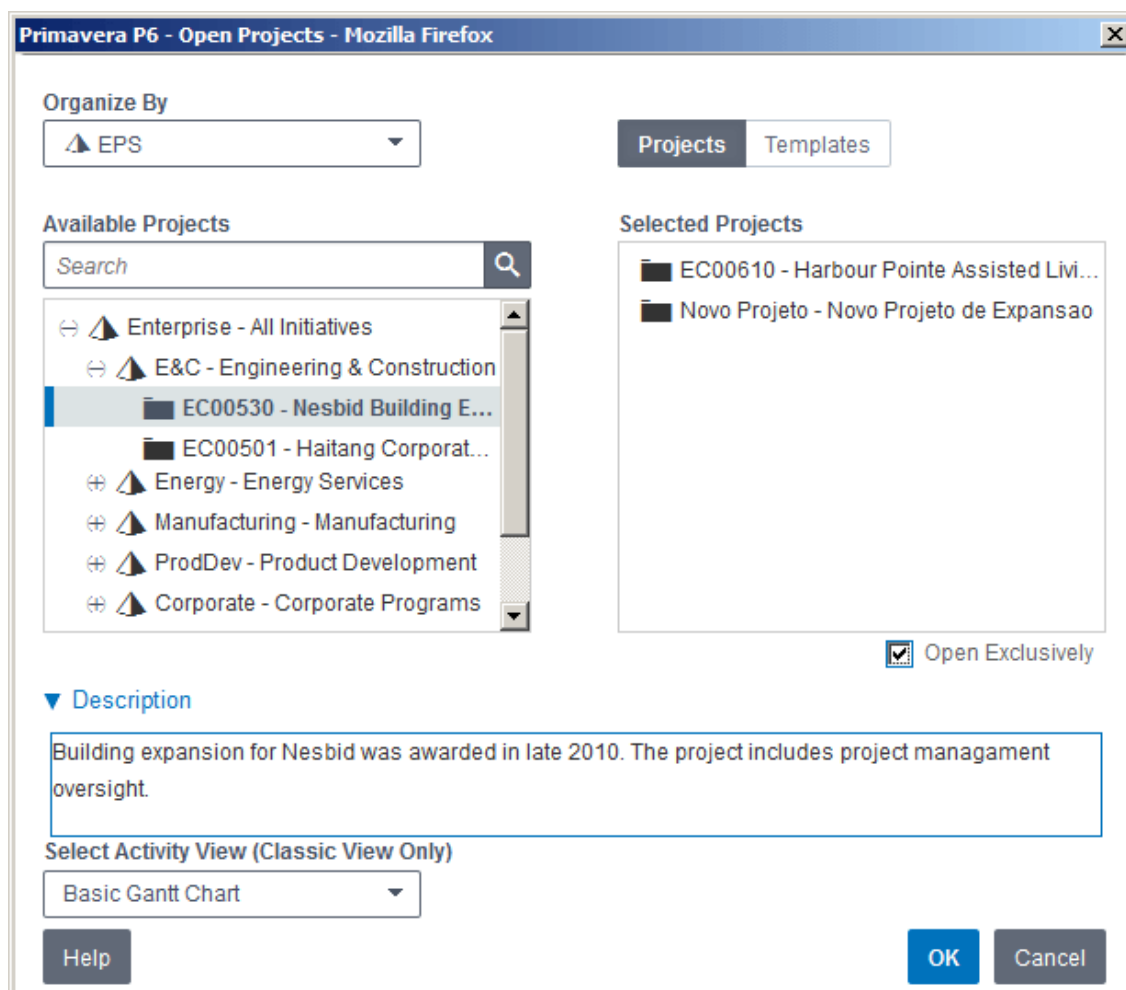 Primavera P6 - Open Projects - Mozilla Firefox
Organize By
EPS
Projects Templates
Available Projects
Selected Projects
Search
EC00610 - Harbour Pointe Assisted Livi...
Novo Projeto - Novo Projeto de Expansao
Enterprise - All Initiatives
E&C - Engineering & Construction
EC00530 - Nesbid Building E...
EC00501 - Haitang Corporat...
Energy - Energy Services
Manufacturing - Manufacturing
ProdDev - Product Development
Corporate - Corporate Programs
Open Exclusively
Description
Building expansion for Nesbid was awarded in late 2010. The project includes project managament
oversight.
Select Activity View (Classic View Only)
Basic Gantt Chart
Help
OK
Cancel